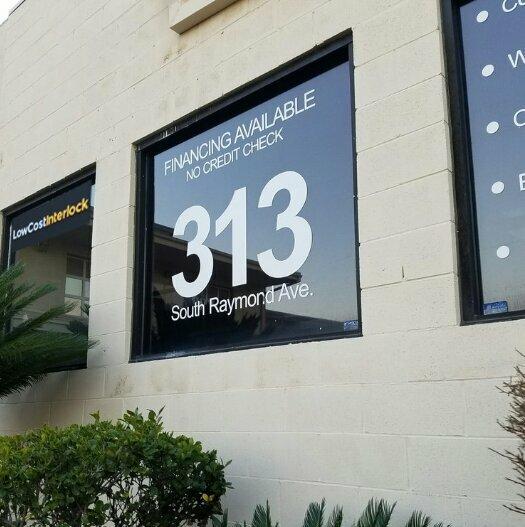 LowCostInterlock
FINANCING AVAILABLE
NO CREDIT CHECK
313
South Raymond Ave.